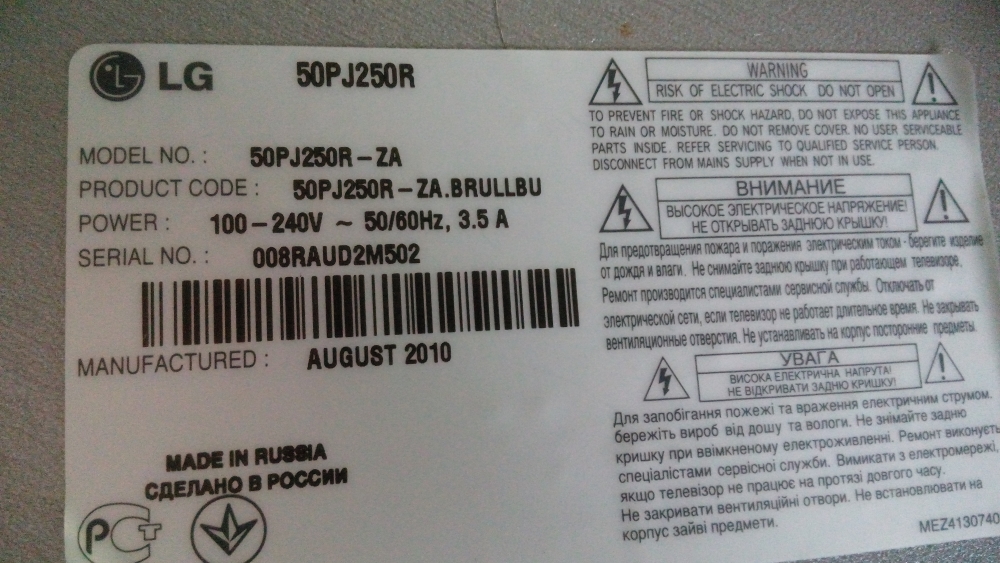 LG 50PJ250R
MODEL NO. : 50PJ250R-ZA
PRODUCT CODE : 50PJ250R-ZA.BRULLBU
POWER : 100-240V ~ 50/60Hz, 3.5 A
SERIAL NO. : 008RAUD2M502
MANUFACTURED : AUGUST 2010
MADE IN RUSSIA
СДЕЛАНО В РОССИИ
РСТ
WARNING
RISK OF ELECTRIC SHOCK DO NOT OPEN
TO PREVENT FIRE OR SHOCK HAZARD, DO NOT EXPOSE THIS APPLIANCE
TO RAIN OR MOISTURE. DO NOT REMOVE COVER. NO USER SERVICEABLE
PARTS INSIDE. REFER SERVICING TO QUALIFIED SERVICE PERSON.
DISCONNECT FROM MAINS SUPPLY WHEN NOT IN USE.
ВНИМАНИЕ
ВЫСОКОЕ ЭЛЕКТРИЧЕСКОЕ НАПРЯЖЕНИЕ!
НЕ ОТКРЫВАТЬ ЗАДНЮЮ КРЫШКУ!
Для предотвращения пожара и поражения электрическим током - берегите изделие
от дождя и влаги. Не снимайте заднюю крышку при работающем телевизоре.
Ремонт производится специалистами сервисной службы. Отключать от
электрической сети, если телевизор не работает длительное время. Не закрывать
вентиляционные отверстия. Не устанавливать на корпус посторонние предметы.
УВАГА
ВИСОКА ЕЛЕКТРИЧНА НАПРУГА!
НЕ ВІДКРИВАТИ ЗАДНЮ КРИШКУ!
Для запобігання пожежі та враження електричним струмом.
бережіть виріб від дошу та вологи. Не знімайте задню
кришку при ввімкненому електроживленні. Ремонт виконуєть
спеціалістами сервісної служби. Вимикати з електромережі,
якщо телевізор не працює на протязі довгого часу.
Не закривати вентиляційні отвори. Не встановлювати на
корпус зайві предмети.
MEZ4130740